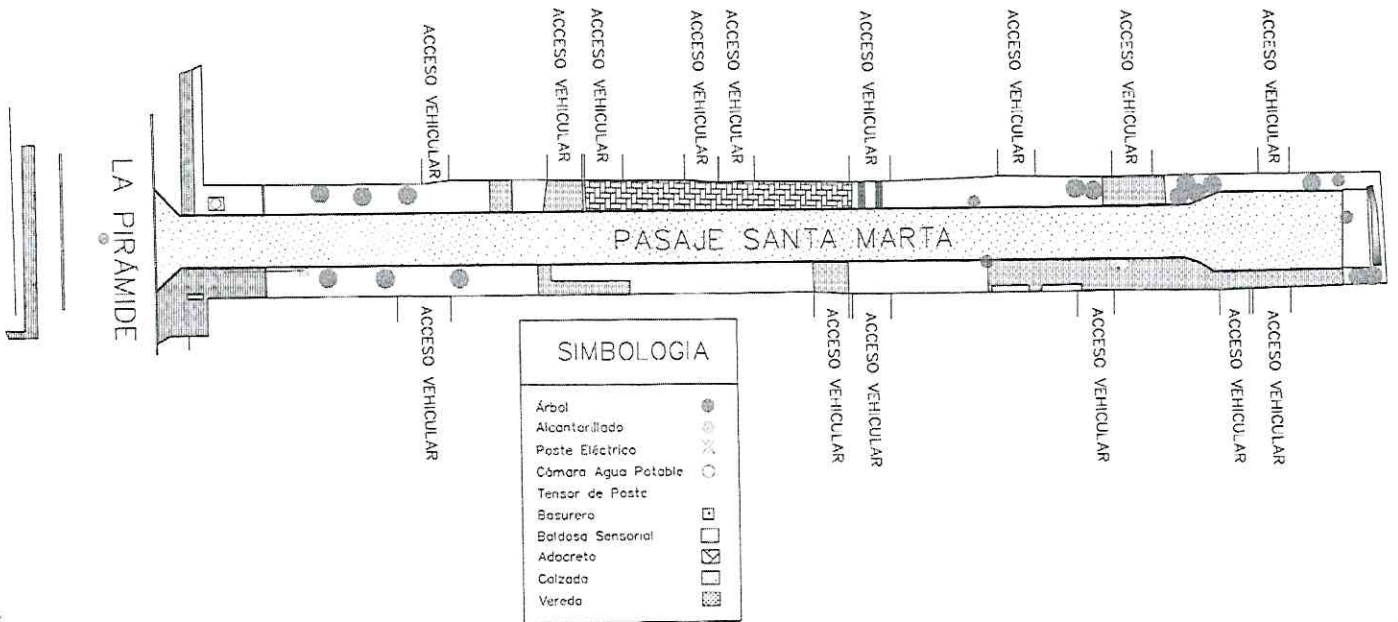 ACCESO VEHICULAR
ACCESO VEHICULAR
ACCESO VEHICULAR
ACCESO VEHICULAR
ACCESO VEHICULAR
ACCESO VEHICULAR
ACCESO VEHICULAR
ACCESO VEHICULAR
ACCESO VEHICULAR
LA PIRÁMIDE
PASAJE SANTA MARTA
ACCESO VEHICULAR
ACCESO VEHICULAR
ACCESO VEHICULAR
ACCESO VEHICULAR
ACCESO VEHICULAR
ACCESO VEHICULAR
SIMBOLOGIA
Árbol
Alcantarillado
Poste Eléctrico
Cámara Agua Potable
Tensor de Poste
Basurero
Baldosa Sensorial
Adocreto
Calzada
Vereda